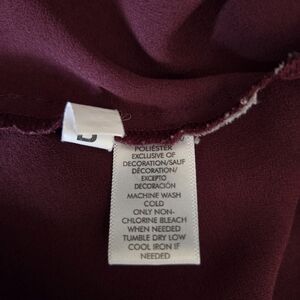 POLIÉSTER
EXCLUSIVE OF
DECORATION/SAUF
DÉCORATION/
EXCEPTO
DECORACIÓN
MACHINE WASH
COLD
ONLY NON-
CHLORINE BLEACH
WHEN NEEDED
TUMBLE DRY LOW
COOL IRON IF
NEEDED